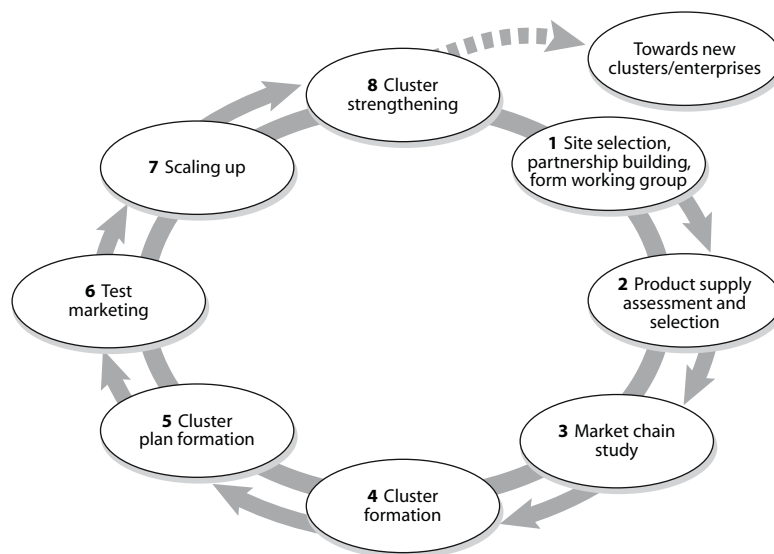 8 Cluster
strengthening
Towards new
clusters/enterprises
1 Site selection,
partnership building,
form working group
2 Product supply
assessment and
selection
3 Market chain
study
4 Cluster
formation
5 Cluster
plan formation
6 Test
marketing
7 Scaling up